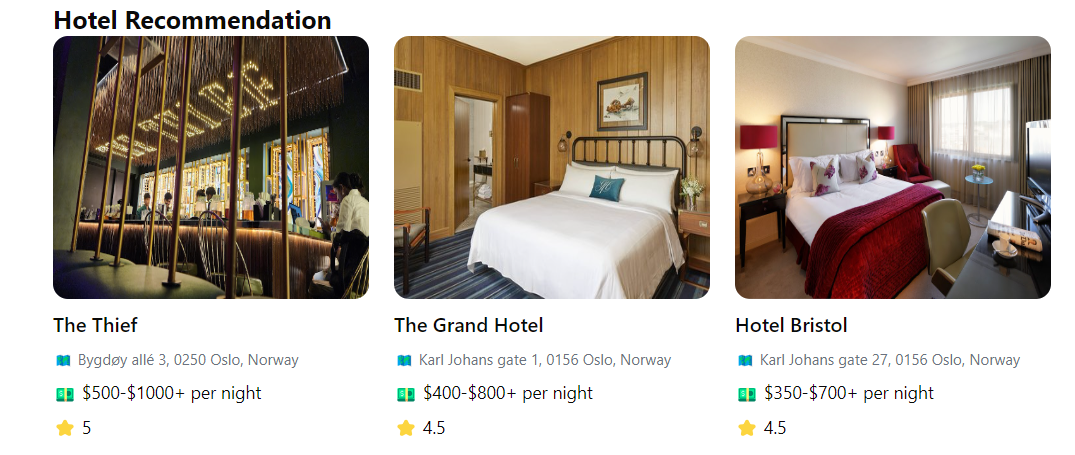 Hotel Recommendation
The Thief
Bygdøy allé 3, 0250 Oslo, Norway
$500-$1000+ per night
5
The Grand Hotel
Karl Johans gate 1, 0156 Oslo, Norway
$400-$800+ per night
4.5
Hotel Bristol
Karl Johans gate 27, 0156 Oslo, Norway
$350-$700+ per night
4.5